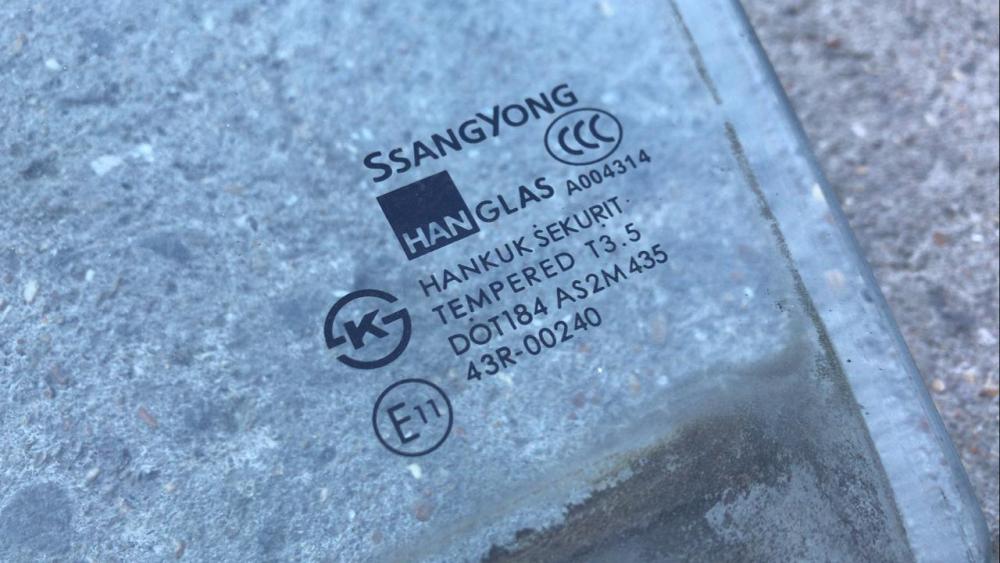 SSANGYONG
CCC
HANGLAS A004314
HANKUK SEKURIT
TEMPERED T3.5
DOT184 AS2M435
K
43R-00240
E11